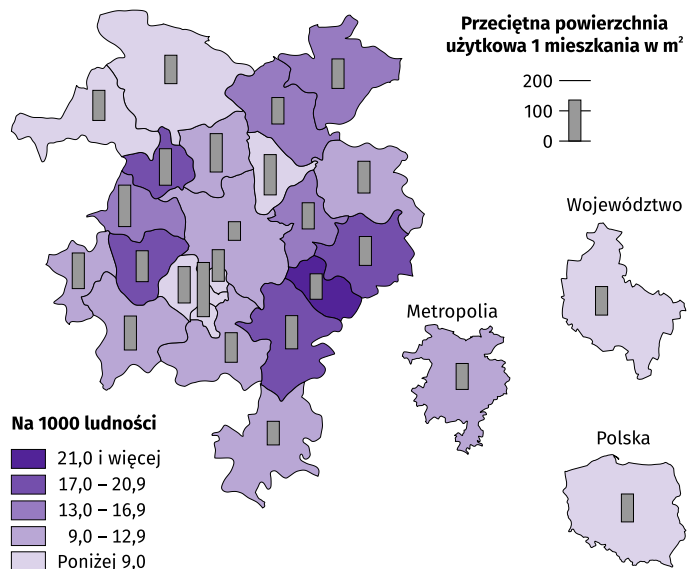 Przeciętna powierzchnia
użytkowa 1 mieszkania w m²
200
100
0
Województwo
Metropolia
Polska
Na 1000 ludności
21,0 i więcej
17,0 – 20,9
13,0 – 16,9
9,0 – 12,9
Poniżej 9,0